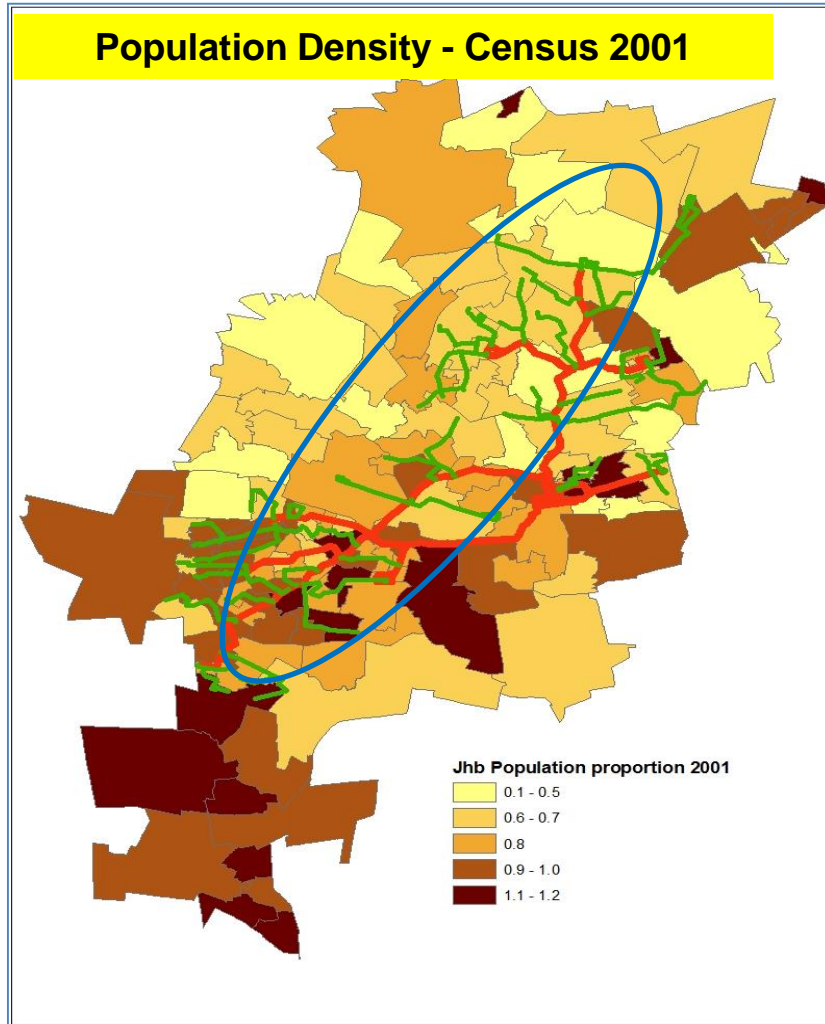 Population Density - Census 2001
Jhb Population proportion 2001
0.1 - 0.5
0.6 - 0.7
0.8
0.9 - 1.0
1.1 - 1.2